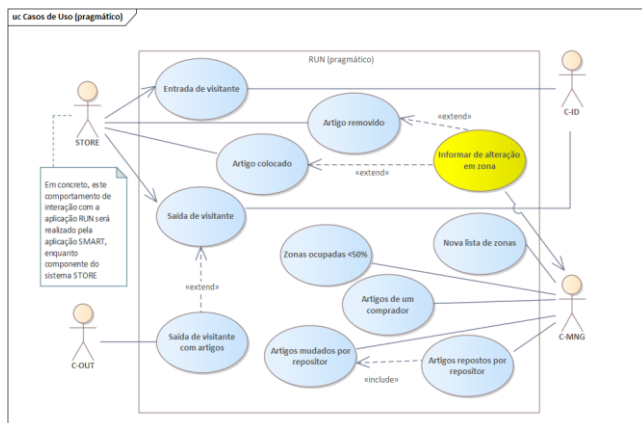 uc Casos de Uso (pragmático)
RUN (pragmático)
Entrada de visitante
STORE
C-ID
Artigo removido
«extend»
Informar de alteração
em zona
Artigo colocado
«extend»
Em concreto, este
comportamento de
interação com a
aplicação RUN será
realizado pela
aplicação SMART,
enquanto
componente do
sistema STORE
Saída de visitante
Nova lista de zonas
Zonas ocupadas <50%
«extend»
Artigos de um
comprador
C-MNG
C-OUT
Saída de visitante
com artigos
Artigos mudados por
repositor
«include»
Artigos repostos por
repositor